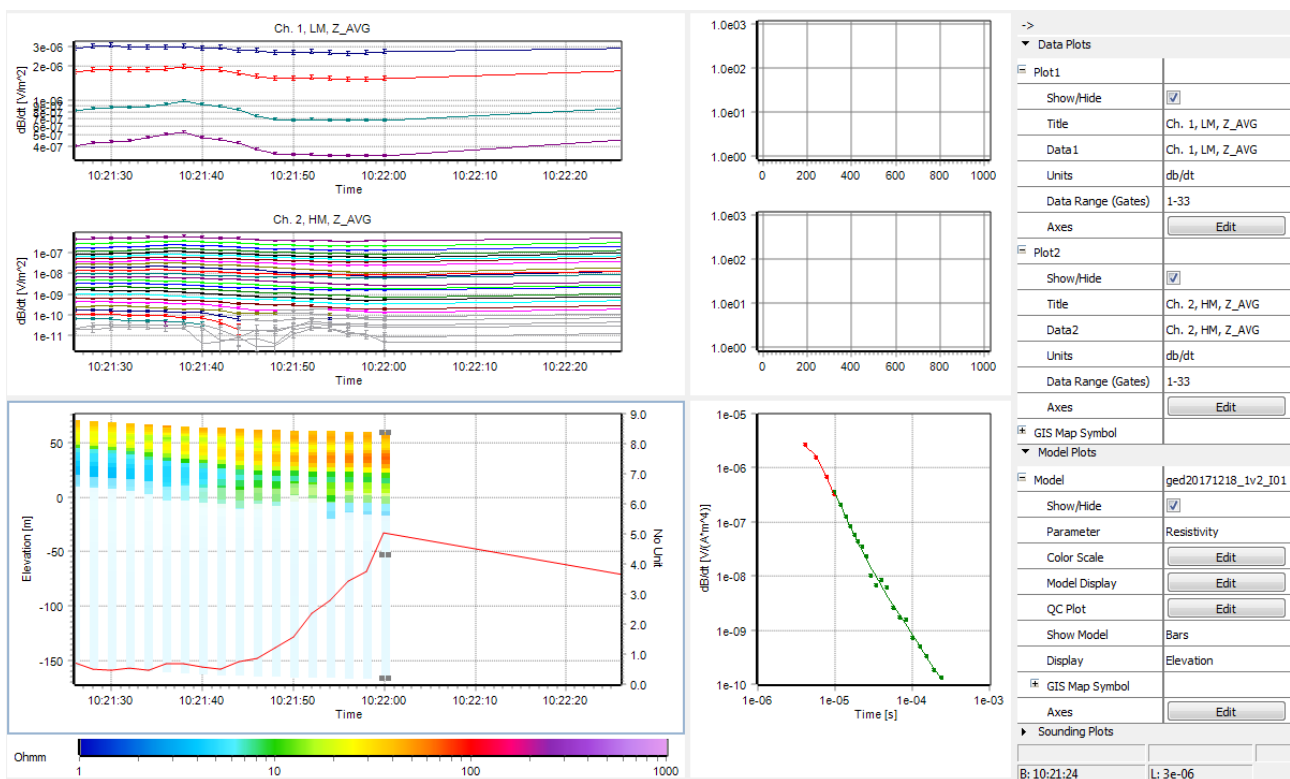 Ch. 1, LM, Z_AVG
dB/dt [V/m^2]
3e-06
2e-06
1e-06
7e-07
6e-07
5e-07
4e-07
10:21:30 10:21:40 10:21:50 10:22:00 10:22:10 10:22:20
Time
Ch. 2, HM, Z_AVG
dB/dt [V/m^2]
1e-07
1e-08
1e-09
1e-10
1e-11
10:21:30 10:21:40 10:21:50 10:22:00 10:22:10 10:22:20
Time
1.0e03
1.0e02
1.0e01
1.0e00
0 200 400 600 800 1000
1.0e03
1.0e02
1.0e01
1.0e00
0 200 400 600 800 1000
Elevation [m]
50
0
-50
-100
-150
9.0
8.0
7.0
6.0
5.0
4.0
3.0
2.0
1.0
0.0
No Unit
10:21:30 10:21:40 10:21:50 10:22:00 10:22:10 10:22:20
Time
Ohmm
1 10 100 1000
dB/dt [V/(A*m^4)]
1e-05
1e-06
1e-07
1e-08
1e-09
1e-10
1e-06 1e-05 1e-04 1e-03
Time [s]
->
Data Plots
Plot1
Show/Hide
Title Ch. 1, LM, Z_AVG
Data1 Ch. 1, LM, Z_AVG
Units db/dt
Data Range (Gates) 1-33
Axes Edit
Plot2
Show/Hide
Title Ch. 2, HM, Z_AVG
Data2 Ch. 2, HM, Z_AVG
Units db/dt
Data Range (Gates) 1-33
Axes Edit
GIS Map Symbol
Model Plots
Model ged20171218_1v2_I01
Show/Hide
Parameter Resistivity
Color Scale Edit
Model Display Edit
QC Plot Edit
Show Model Bars
Display Elevation
GIS Map Symbol
Axes Edit
Sounding Plots
B: 10:21:24 L: 3e-06